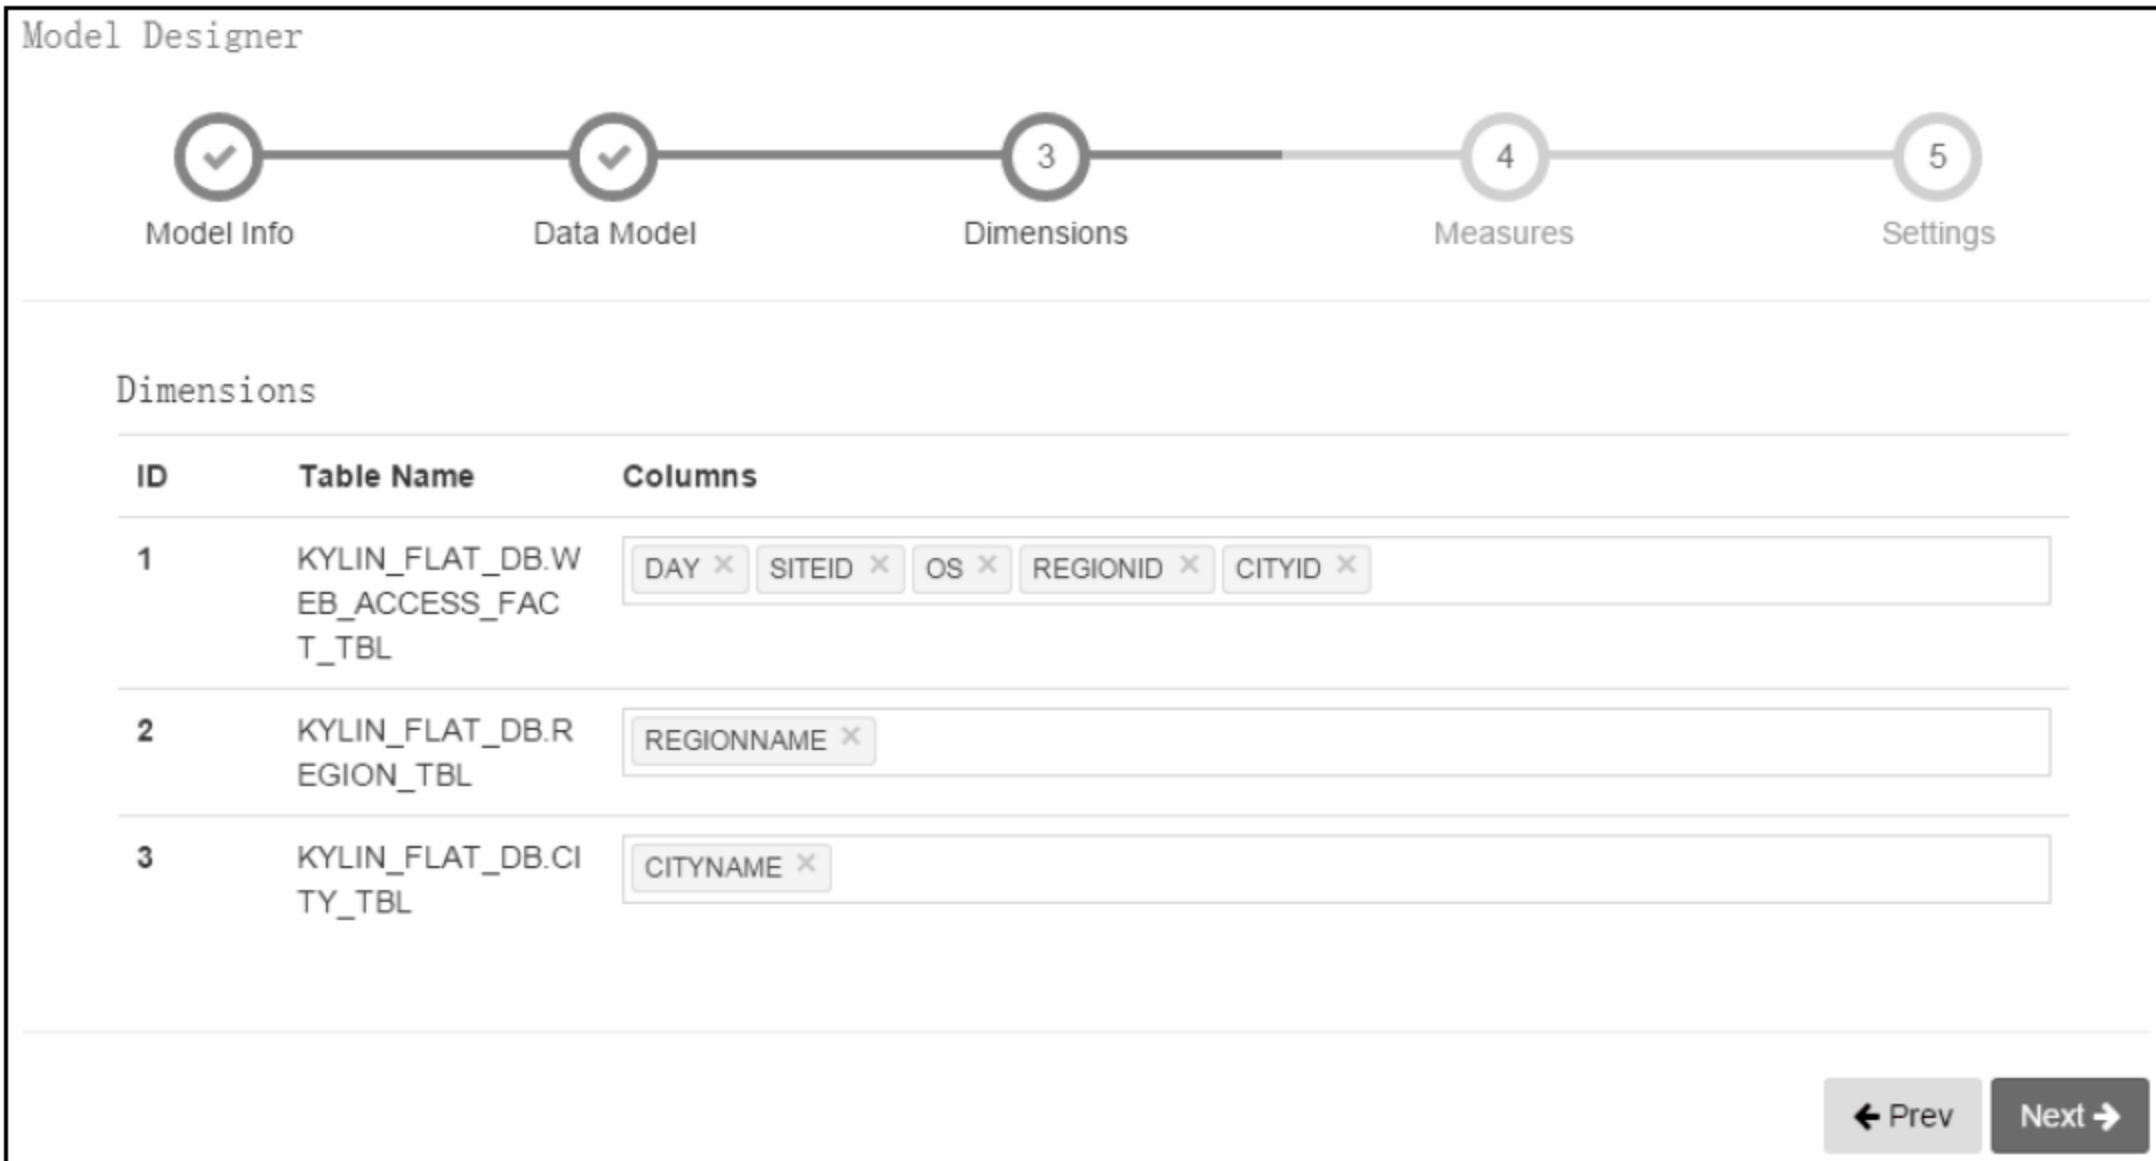 Model Designer
3
4
5
Model Info
Data Model
Dimensions
Measures
Settings
Dimensions
ID Table Name Columns
1 KYLIN_FLAT_DB.W DAY SITEID OS REGIONID CITYID
EB_ACCESS_FAC
T_TBL
2 KYLIN_FLAT_DB.R REGIONNAME
EGION_TBL
3 KYLIN_FLAT_DB.CI CITYNAME
TY_TBL
Prev Next